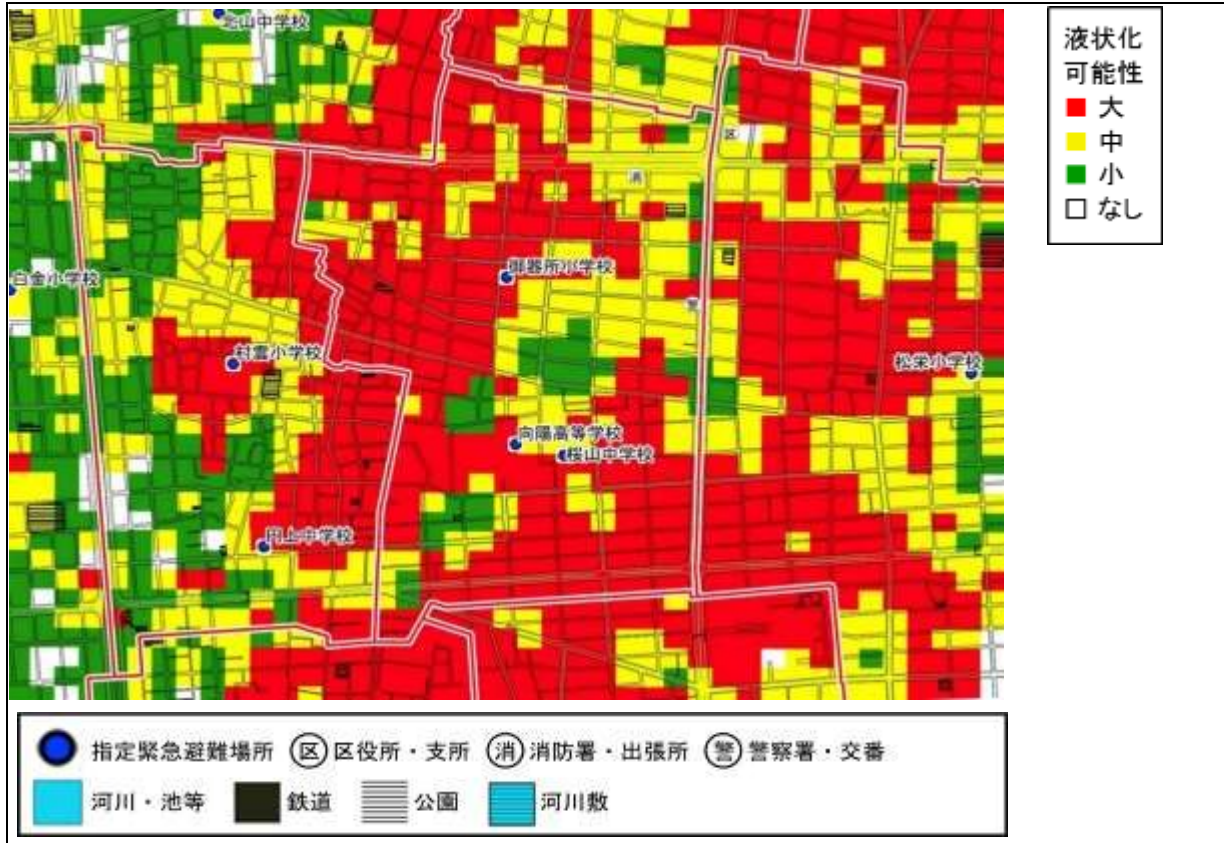 北山中学校
液状化
可能性
大
中
小
なし
区
消
白金小学校
御器所小学校
警
村雲小学校
松栄小学校
向陽高等学校
桜山中学校
円上中学校
指定緊急避難場所 区 区役所・支所 消 消防署・出張所 警 警察署・交番
河川・池等 鉄道 公園 河川敷